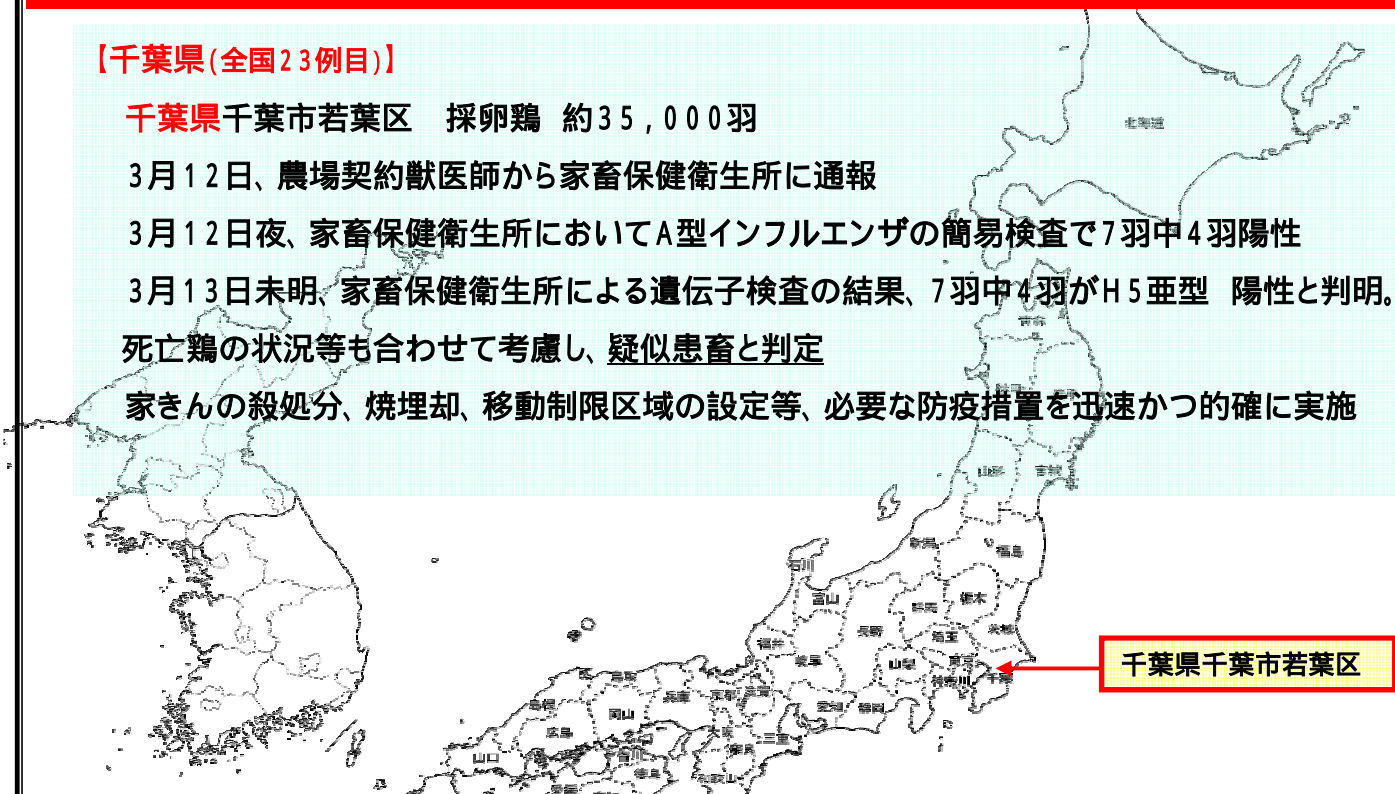 【千葉県(全国23例目)】
千葉県千葉市若葉区 採卵鶏 約35,000羽
3月12日、農場契約獣医師から家畜保健衛生所に通報
3月12日夜、家畜保健衛生所においてA型インフルエンザの簡易検査で7羽中4羽陽性
3月13日未明、家畜保健衛生所による遺伝子検査の結果、7羽中4羽がH5亜型 陽性と判明。
死亡鶏の状況等も合わせて考慮し、疑似患畜と判定
家きんの殺処分、焼埋却、移動制限区域の設定等、必要な防疫措置を迅速かつ的確に実施
北海道
青森
山形
宮城
新潟
福島
石川
富山
群馬
栃木
茨城
福井
長野
埼玉
岐阜
山梨
東京
千葉県千葉市若葉区
神奈川
千葉
鳥取
島根
岡山
兵庫
京都
滋賀
愛知
静岡
広島
大阪
三重
奈良
山口
香川
徳島
和歌山
愛媛